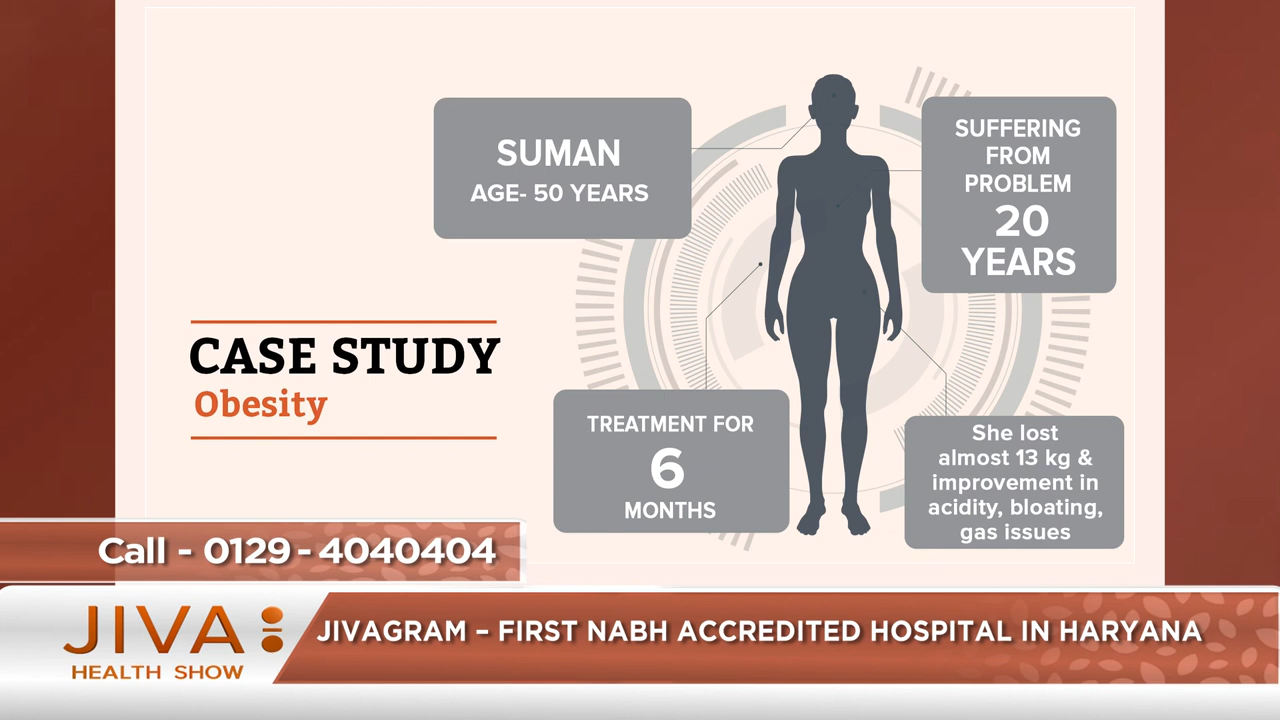 SUMAN
AGE- 50 YEARS
SUFFERING
FROM
PROBLEM
20
YEARS
CASE STUDY
Obesity
TREATMENT FOR
6
MONTHS
She lost
almost 13 kg &
improvement in
acidity, bloating,
gas issues
Call - 0129 - 4040404
JIVA
HEALTH SHOW
JIVAGRAM – FIRST NABH ACCREDITED HOSPITAL IN HARYANA